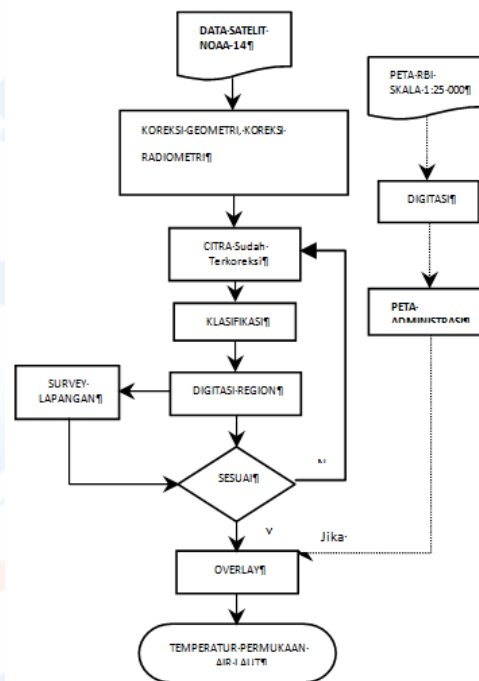 DATA·SATELIT·
NOAA·14¶
PETA·RBI·
SKALA·1:25·000¶
KOREKSI·GEOMETRI,·KOREKSI·
RADIOMETRI¶
DIGITASI¶
CITRA·Sudah·
Terkoreksi¶
KLASIFIKASI¶
PETA·
ADMINISTRASI¶
SURVEY·
LAPANGAN¶
DIGITASI·REGION¶
SESUAI¶
Y
Jika·
OVERLAY¶
TEMPERATUR·PERMUKAAN·
AIR·LAUT¶